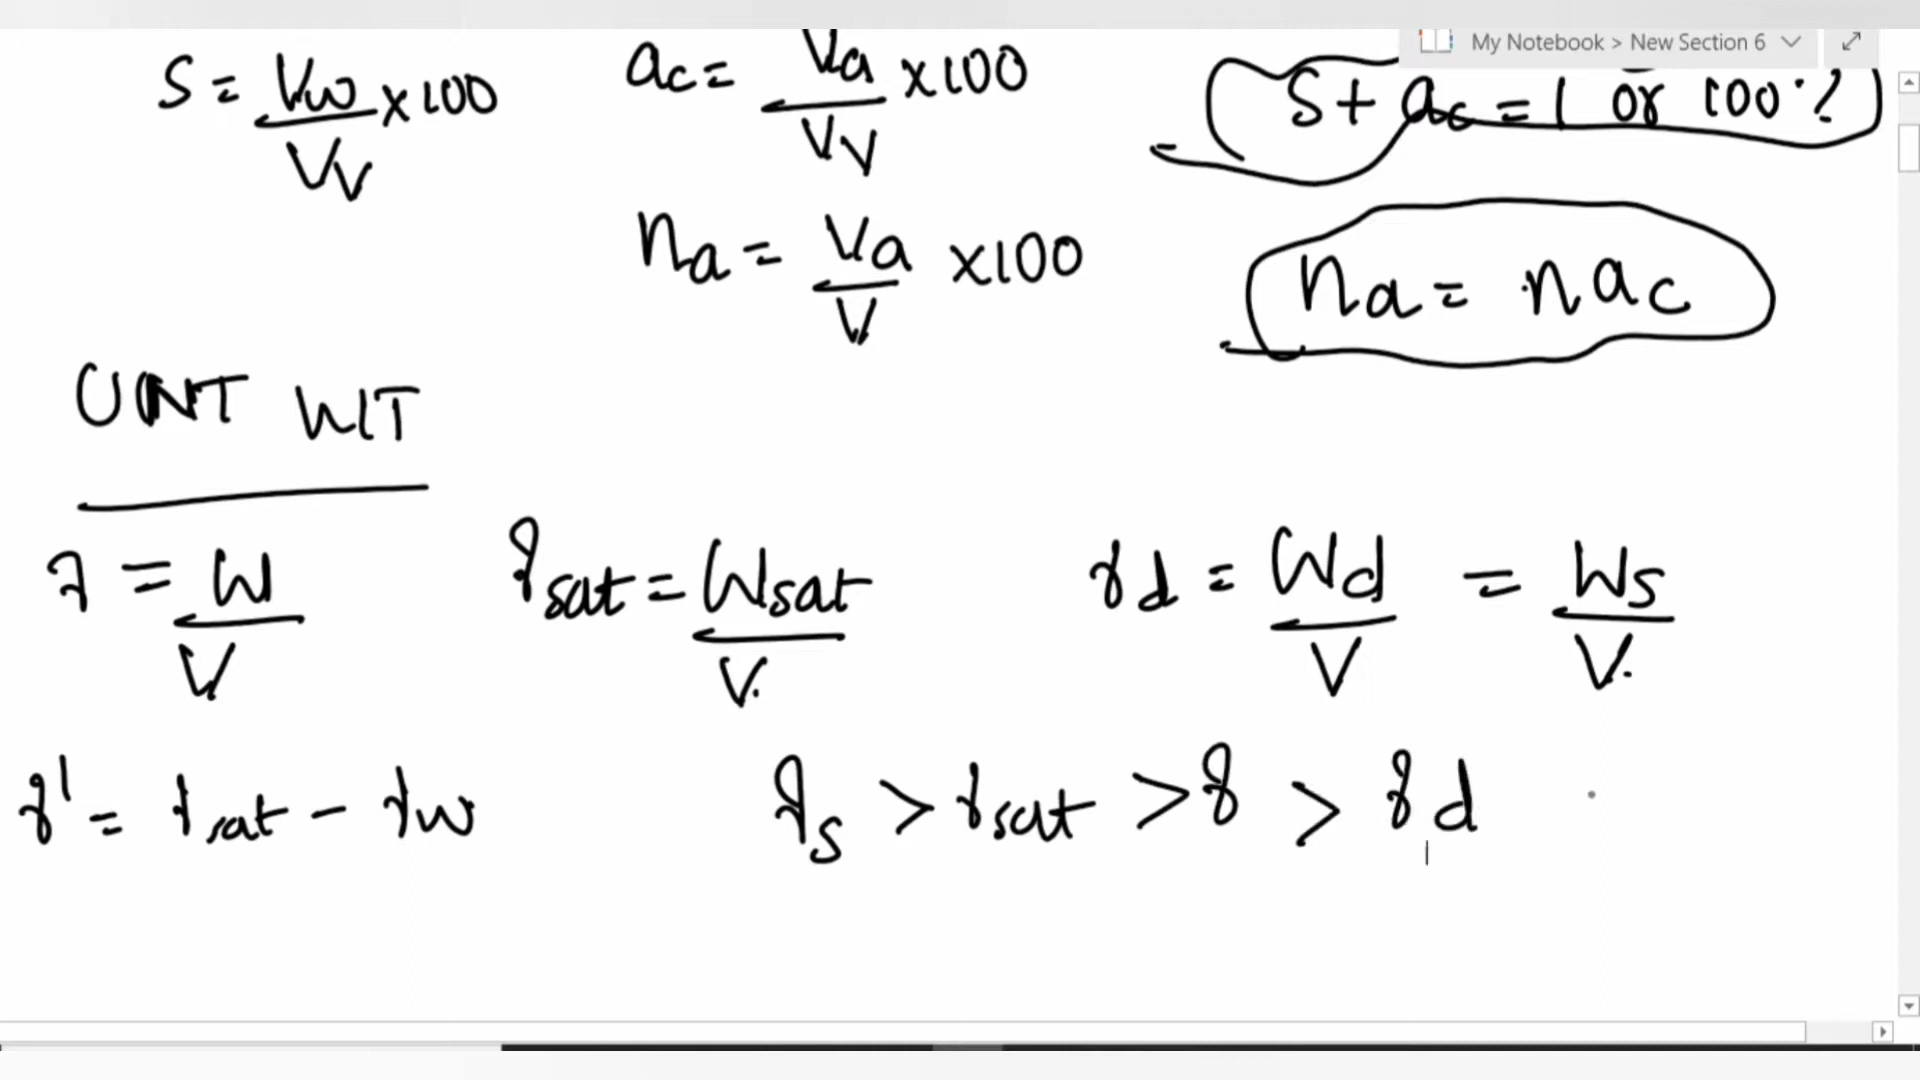 My Notebook > New Section 6
S = Vw/Vv × 100
ac = Va/Vv × 100
S + ac = 1 or 100%
na = Va/V × 100
na = n ac
UNIT WT
γ = W/V
γsat = Wsat/V.
γd = Wd/V = Ws/V.
γ' = γsat - γw
γs > γsat > γ > γd